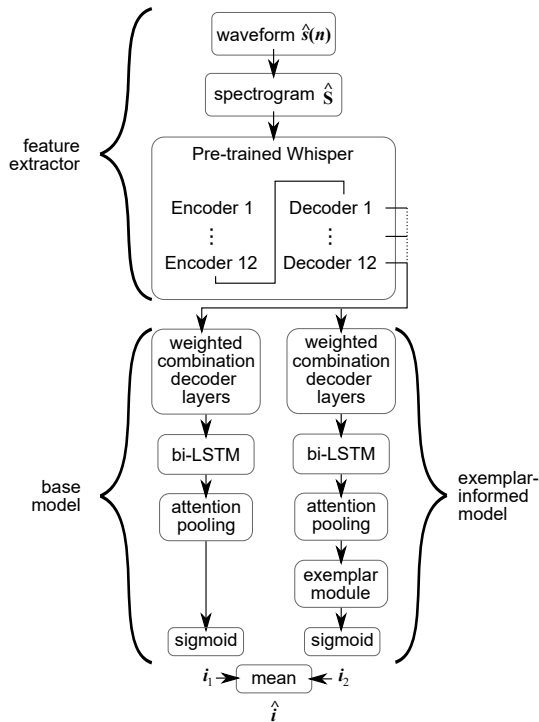 waveform ŝ(n)
spectrogram Ŝ
feature
extractor
Pre-trained Whisper
Encoder 1
⋮
Encoder 12
Decoder 1
⋮
Decoder 12
base
model
weighted
combination
decoder
layers
bi-LSTM
attention
pooling
sigmoid
weighted
combination
decoder
layers
bi-LSTM
attention
pooling
exemplar
module
sigmoid
exemplar-
informed
model
i₁
mean
i₂
î